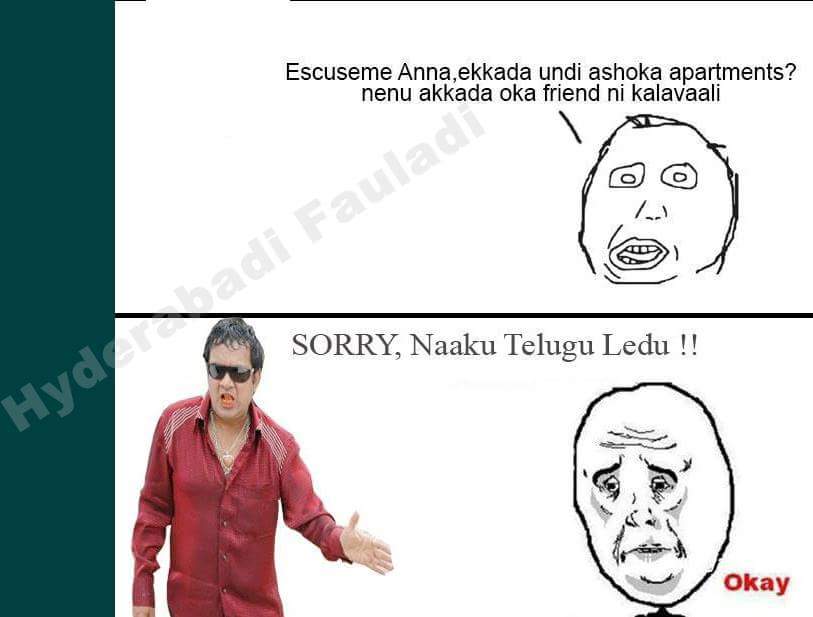 Escuseme Anna,ekkada undi ashoka apartments?
nenu akkada oka friend ni kalavaali
Hyderabadi Fauladi
SORRY, Naaku Telugu Ledu !!
Okay